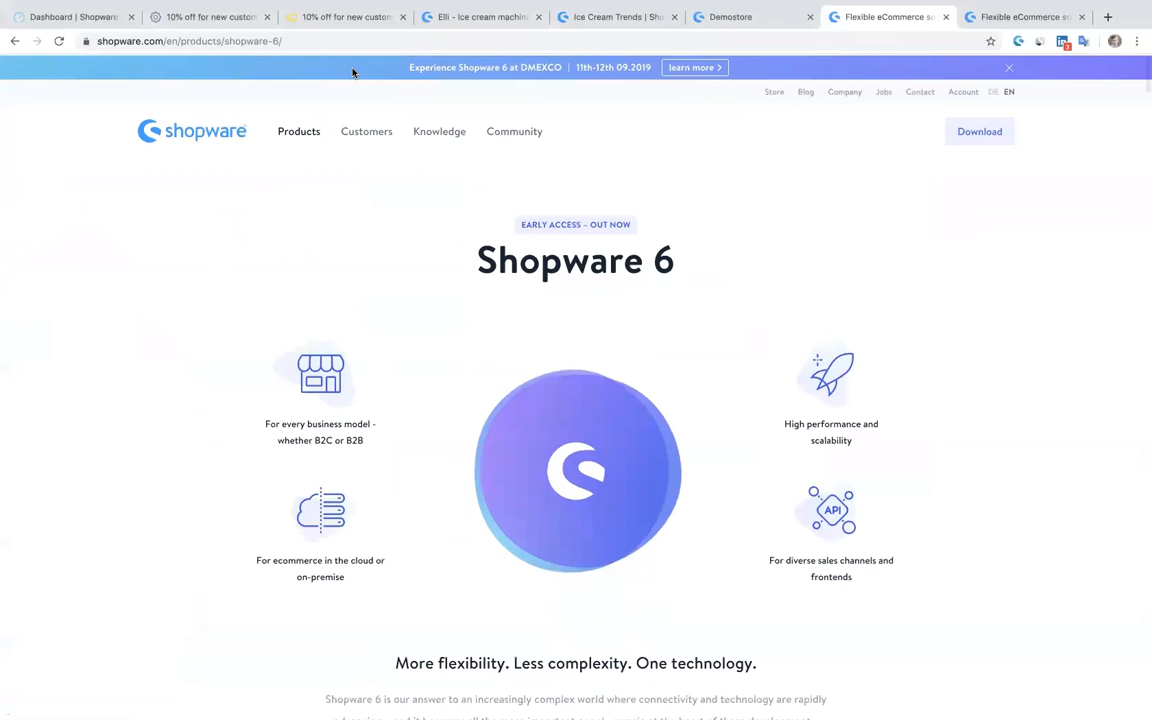 Dashboard | Shopware
10% off for new custom
10% off for new custom
Elli - Ice cream machin
Ice Cream Trends | Sho
Demostore
Flexible eCommerce so
Flexible eCommerce so
shopware.com/en/products/shopware-6/
3
Experience Shopware 6 at DMEXCO | 11th-12th 09.2019 learn more >
Store Blog Company Jobs Contact Account DE EN
shopware Products Customers Knowledge Community Download
EARLY ACCESS – OUT NOW
Shopware 6
For every business model -
whether B2C or B2B
High performance and
scalability
API
For ecommerce in the cloud or
on-premise
For diverse sales channels and
frontends
More flexibility. Less complexity. One technology.
Shopware 6 is our answer to an increasingly complex world where connectivity and technology are rapidly